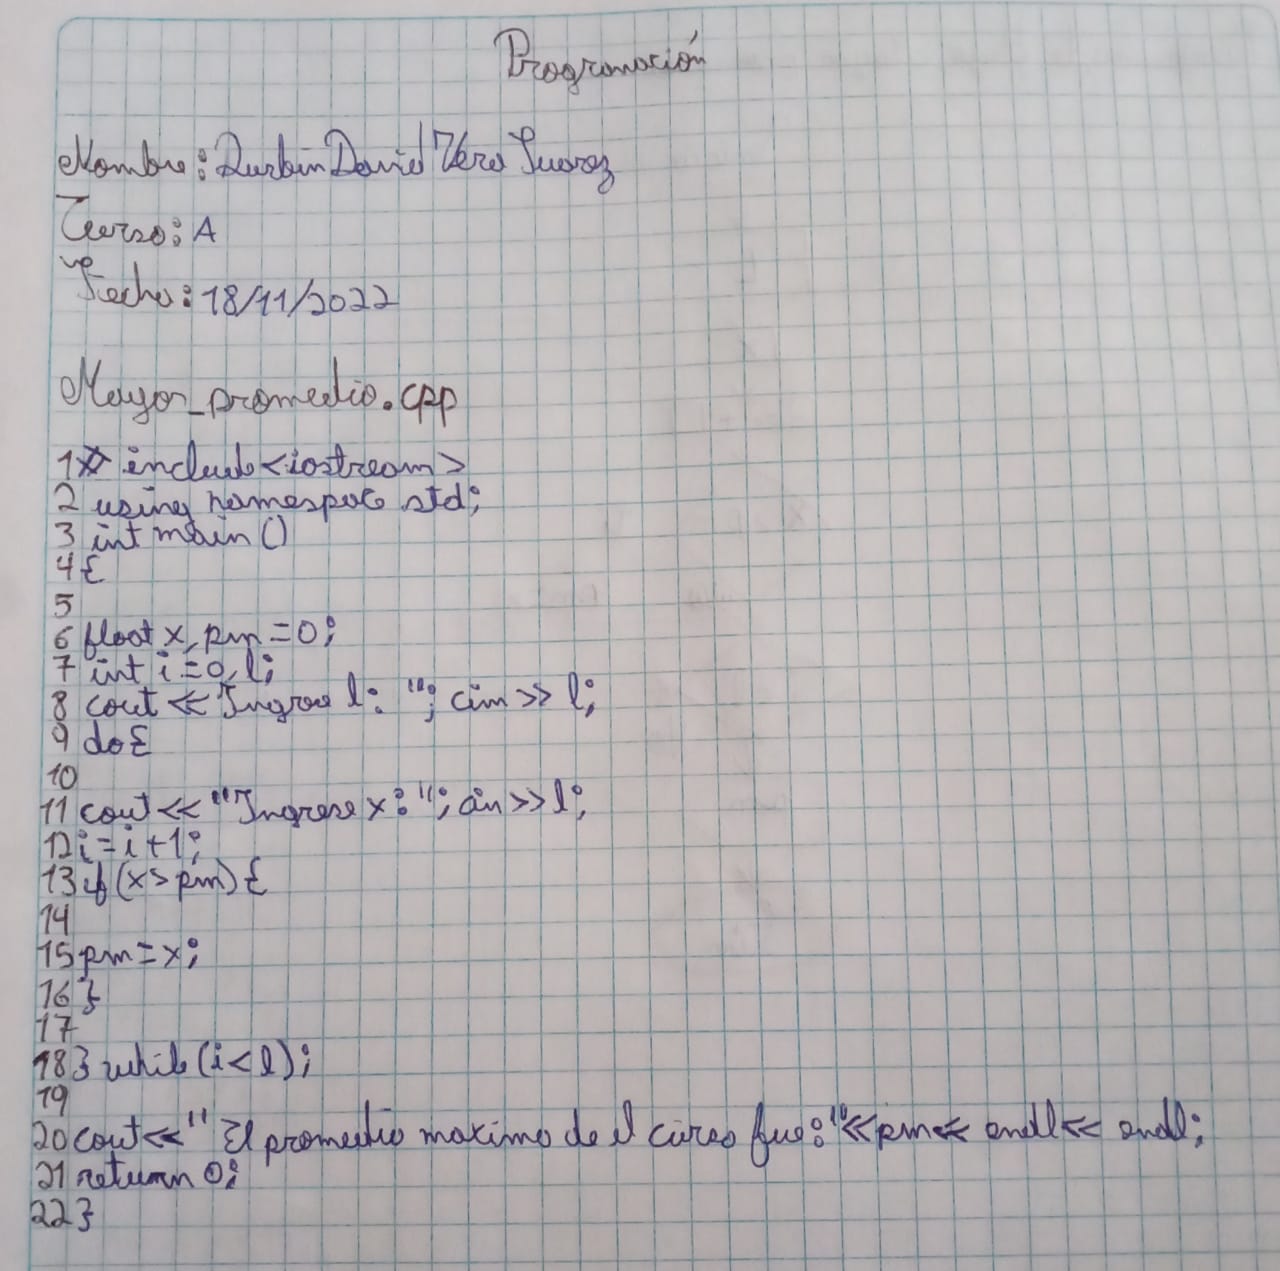 Programación
Nombre: Durbin David Vera Suarez
Curso: A
Fecha: 18/11/2022
Mayor_promedio.cpp
1 # include<iostream>
2 using namespace std;
3 int main ()
4 {
5
6 float x, pm = 0;
7 int i = 0, l;
8 cout << Ingrese l: "; cin >> l;
9 do {
10
11 cout << "Ingrese x: "; cin >> l;
12 i = i + 1;
13 if (x > pm) {
14
15 pm = x;
16 }
17
18 } while (i < l);
19
20 cout << " El promedio maximo de el curso fue: " << pm << endl << endl;
21 return 0;
22 }